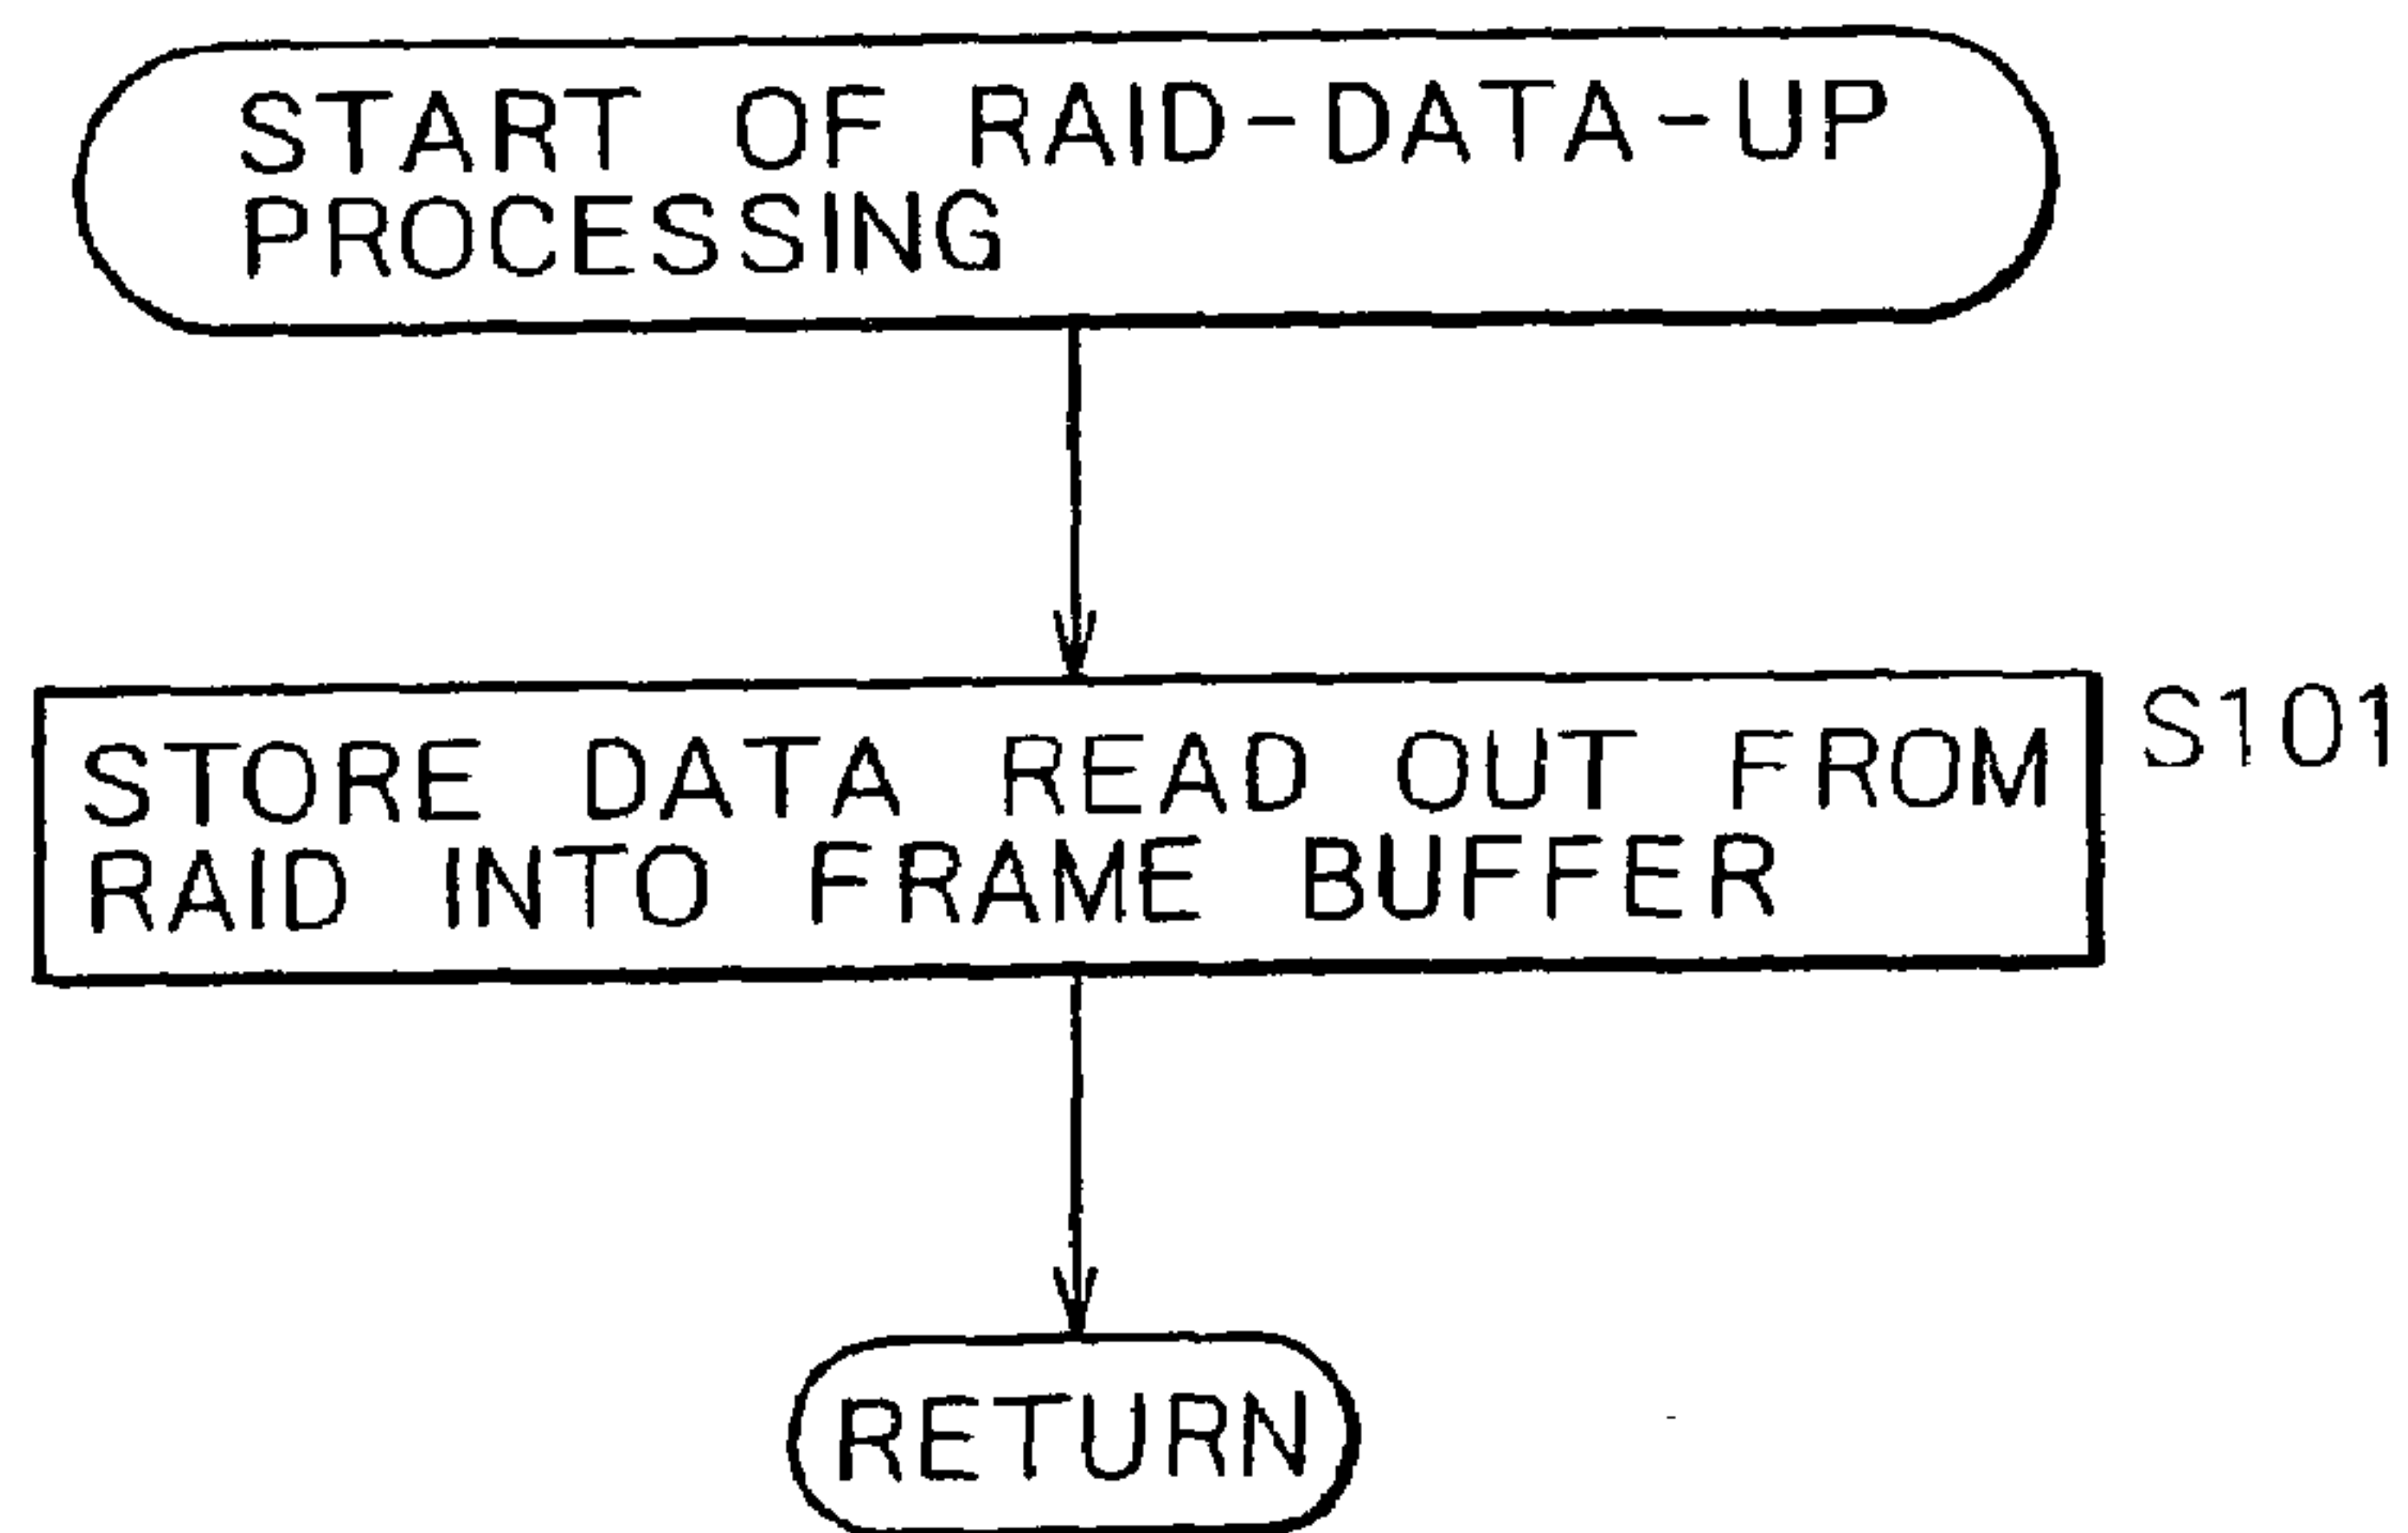 START OF RAID-DATA-UP
PROCESSING
STORE DATA READ OUT FROM
RAID INTO FRAME BUFFER
S101
RETURN